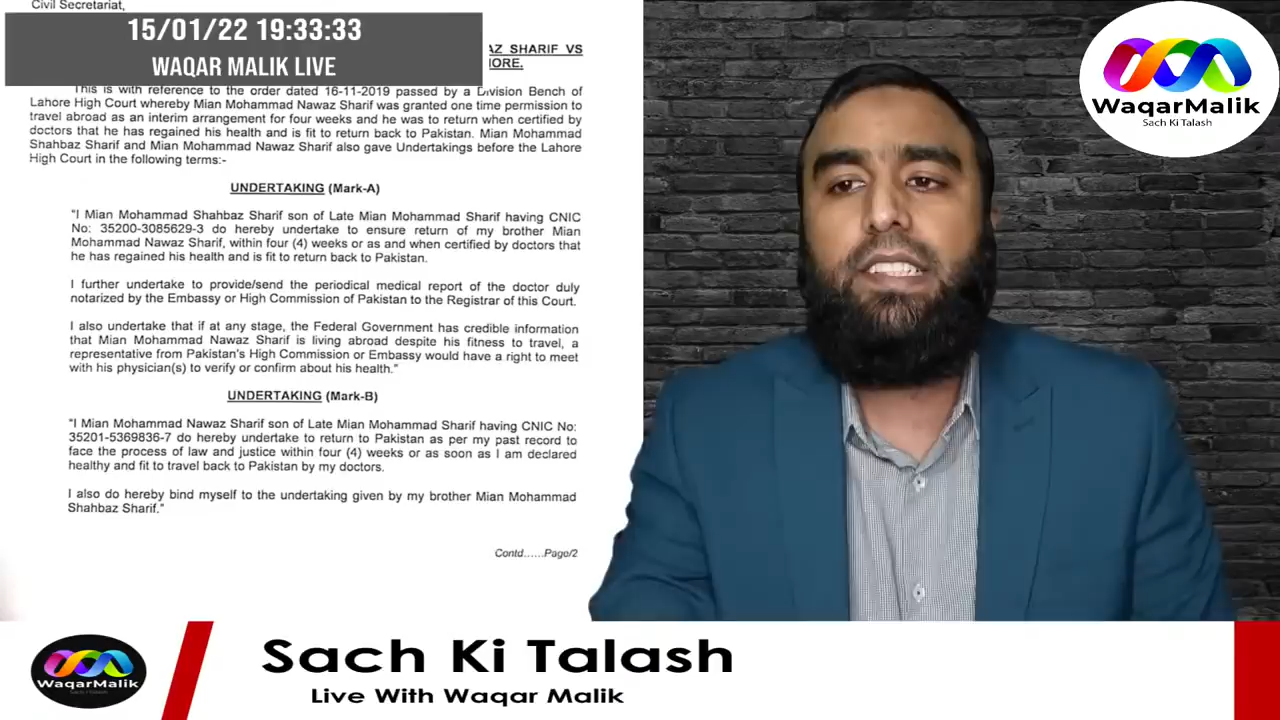 Civil Secretariat,
15/01/22 19:33:33
WAQAR MALIK LIVE
AZ SHARIF VS
HORE.
This is with reference to the order dated 16-11-2019 passed by a Division Bench of
Lahore High Court whereby Mian Mohammad Nawaz Sharif was granted one time permission to
travel abroad as an interim arrangement for four weeks and he was to return when certified by
doctors that he has regained his health and is fit to return back to Pakistan. Mian Mohammad
Shahbaz Sharif and Mian Mohammad Nawaz Sharif also gave Undertakings before the Lahore
High Court in the following terms:-
UNDERTAKING (Mark-A)
"I Mian Mohammad Shahbaz Sharif son of Late Mian Mohammad Sharif having CNIC
No: 35200-3085629-3 do hereby undertake to ensure return of my brother Mian
Mohammad Nawaz Sharif, within four (4) weeks or as and when certified by doctors that
he has regained his health and is fit to return back to Pakistan.
I further undertake to provide/send the periodical medical report of the doctor duly
notarized by the Embassy or High Commission of Pakistan to the Registrar of this Court.
I also undertake that if at any stage, the Federal Government has credible information
that Mian Mohammad Nawaz Sharif is living abroad despite his fitness to travel, a
representative from Pakistan's High Commission or Embassy would have a right to meet
with his physician(s) to verify or confirm about his health."
UNDERTAKING (Mark-B)
"I Mian Mohammad Nawaz Sharif son of Late Mian Mohammad Sharif having CNIC No:
35201-5369836-7 do hereby undertake to return to Pakistan as per my past record to
face the process of law and justice within four (4) weeks or as soon as I am declared
healthy and fit to travel back to Pakistan by my doctors.
I also do hereby bind myself to the undertaking given by my brother Mian Mohammad
Shahbaz Sharif."
Contd......Page/2
WaqarMalik
Sach Ki Talash
WaqarMalik
Sach Ki Talash
Sach Ki Talash
Live With Waqar Malik